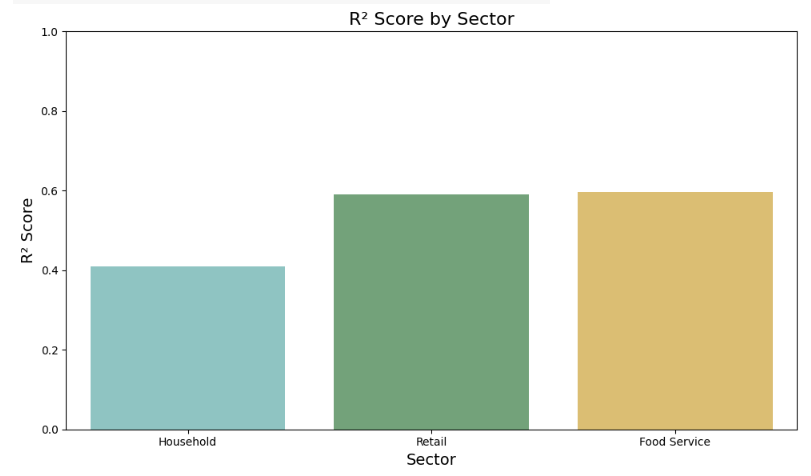 R² Score by Sector
R² Score
1.0
0.8
0.6
0.4
0.2
0.0
Household Retail Food Service
Sector